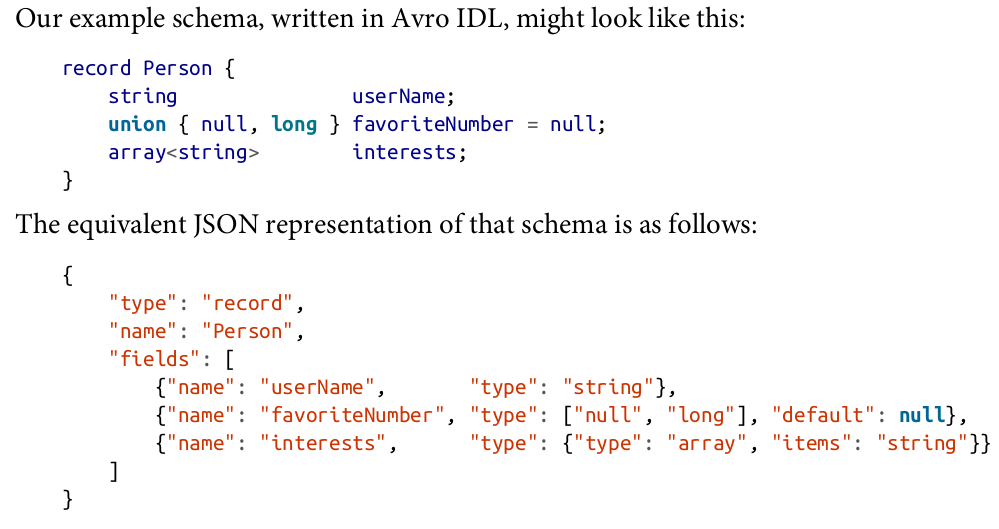 Our example schema, written in Avro IDL, might look like this:
record Person {
    string               userName;
    union { null, long } favoriteNumber = null;
    array<string>        interests;
}
The equivalent JSON representation of that schema is as follows:
{
    "type": "record",
    "name": "Person",
    "fields": [
        {"name": "userName",       "type": "string"},
        {"name": "favoriteNumber", "type": ["null", "long"], "default": null},
        {"name": "interests",      "type": {"type": "array", "items": "string"}}
    ]
}